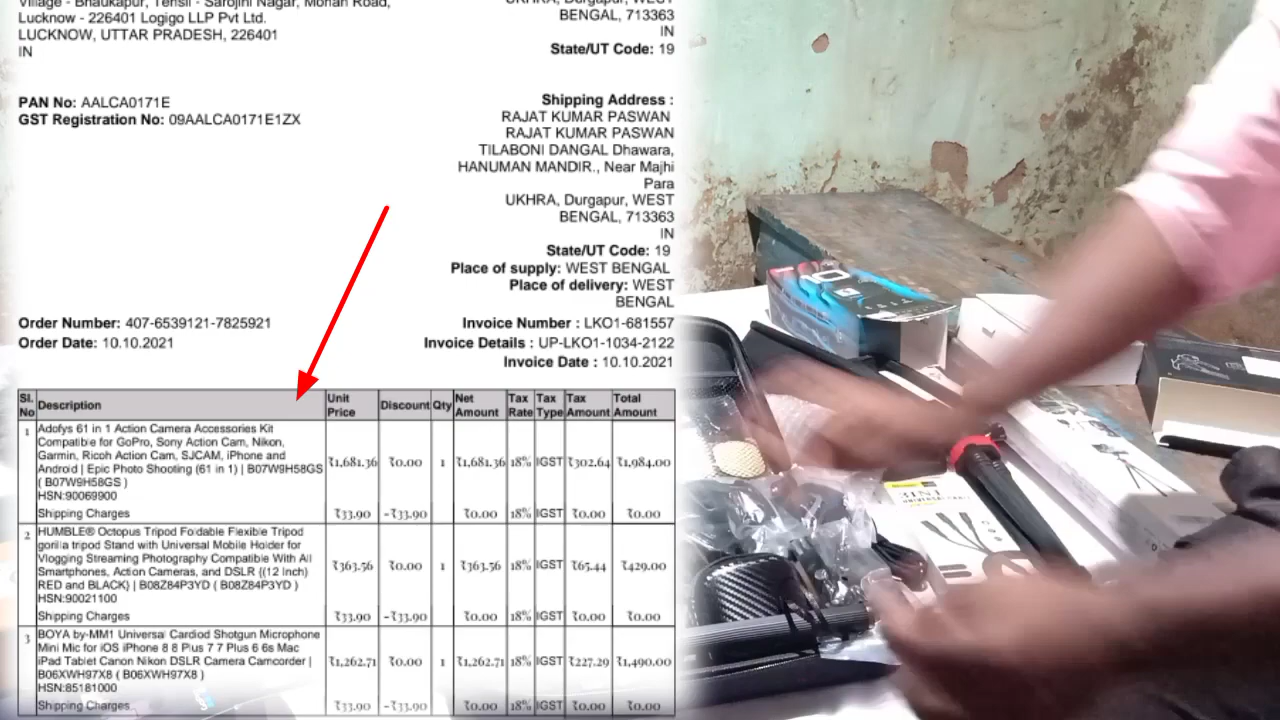 Village - Bhaukapur, Tehsil - Sarojini Nagar, Mohan Road,
Lucknow - 226401 Logigo LLP Pvt Ltd.
LUCKNOW, UTTAR PRADESH, 226401
IN
UKHRA, Durgapur, WEST
BENGAL, 713363
IN
State/UT Code: 19
PAN No: AALCA0171E
GST Registration No: 09AALCA0171E1ZX
Shipping Address :
RAJAT KUMAR PASWAN
RAJAT KUMAR PASWAN
TILABONI DANGAL Dhawara,
HANUMAN MANDIR., Near Majhi
Para
UKHRA, Durgapur, WEST
BENGAL, 713363
IN
State/UT Code: 19
Place of supply: WEST BENGAL
Place of delivery: WEST
BENGAL
Order Number: 407-6539121-7825921
Order Date: 10.10.2021
Invoice Number : LKO1-681557
Invoice Details : UP-LKO1-1034-2122
Invoice Date : 10.10.2021
Sl. No Description Unit Price Discount Qty Net Amount Tax Rate Tax Type Tax Amount Total Amount
1 Adofys 61 in 1 Action Camera Accessories Kit
Compatible for GoPro, Sony Action Cam, Nikon,
Garmin, Ricoh Action Cam, SJCAM, iPhone and
Android | Epic Photo Shooting (61 in 1) | B07W9H58GS
( B07W9H58GS )
HSN:90069900
₹1,681.36 ₹0.00 1 ₹1,681.36 18% IGST ₹302.64 ₹1,984.00
Shipping Charges ₹33.90 -₹33.90 ₹0.00 18% IGST ₹0.00 ₹0.00
2 HUMBLE® Octopus Tripod Foldable Flexible Tripod
gorilla tripod Stand with Universal Mobile Holder for
Vlogging Streaming Photography Compatible With All
Smartphones, Action Cameras, and DSLR {(12 Inch)
RED and BLACK} | B08Z84P3YD ( B08Z84P3YD )
HSN:90021100
₹363.56 ₹0.00 1 ₹363.56 18% IGST ₹65.44 ₹429.00
Shipping Charges ₹33.90 -₹33.90 ₹0.00 18% IGST ₹0.00 ₹0.00
3 BOYA by-MM1 Universal Cardiod Shotgun Microphone
Mini Mic for iOS iPhone 8 8 Plus 7 7 Plus 6 6s Mac
iPad Tablet Canon Nikon DSLR Camera Camcorder |
B06XWH97X8 ( B06XWH97X8 )
HSN:85181000
₹1,262.71 ₹0.00 1 ₹1,262.71 18% IGST ₹227.29 ₹1,490.00
Shipping Charges ₹33.90 -₹33.90 ₹0.00 18% IGST ₹0.00 ₹0.00
10
3 IN 1